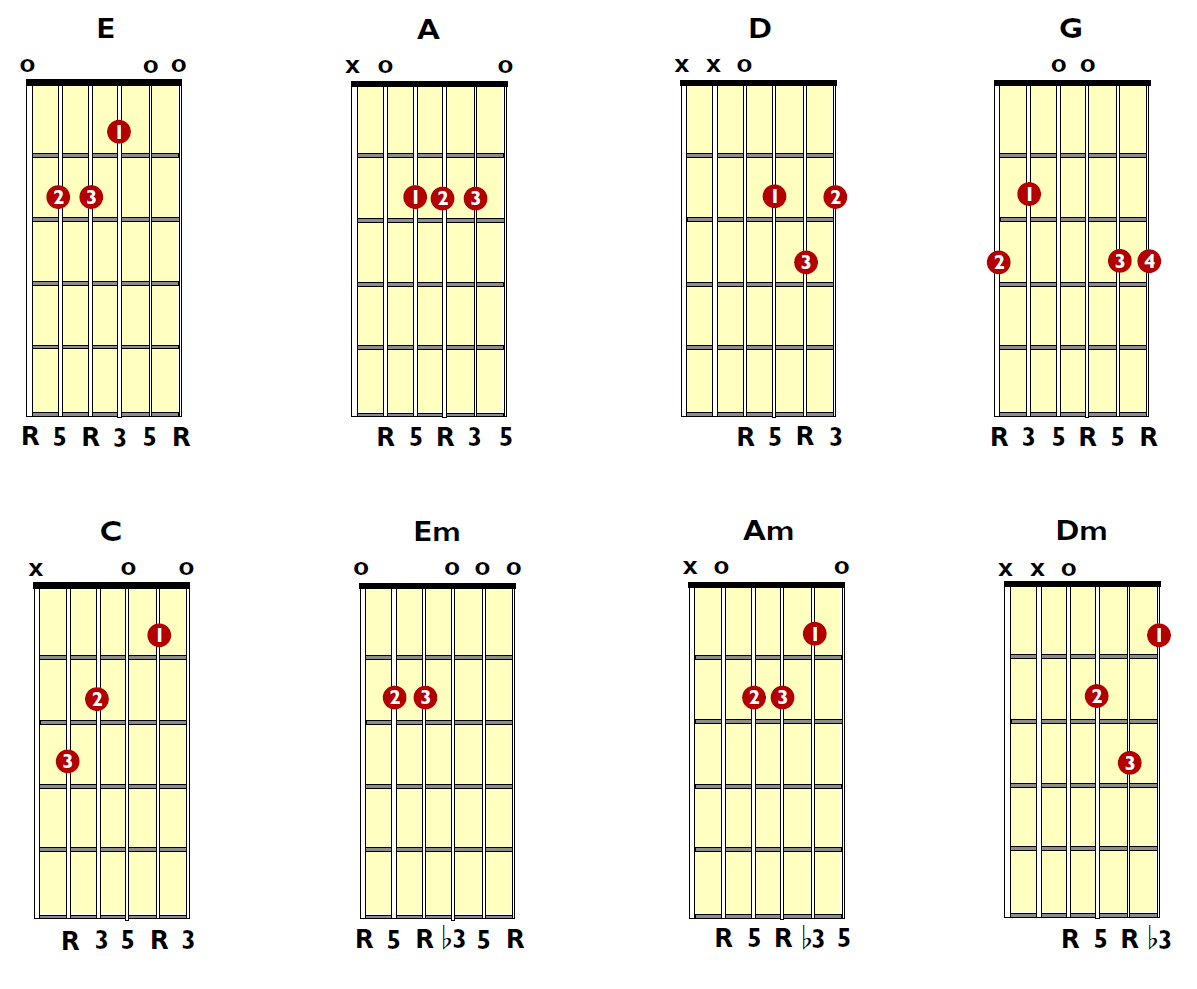 E A D G
o o o x o o x x o o o
1 1 1
2 3 1 2 3 2
2 3 3 4
R 5 R 3 5 R R 5 R 3 5 R 5 R 3 R 3 5 R 5 R
C Em Am Dm
x o o o o o o x o o x x o
1 1 1
2 2 3 2 3 2
3 3
R 3 5 R 3 R 5 R ♭3 5 R R 5 R ♭3 5 R 5 R ♭3